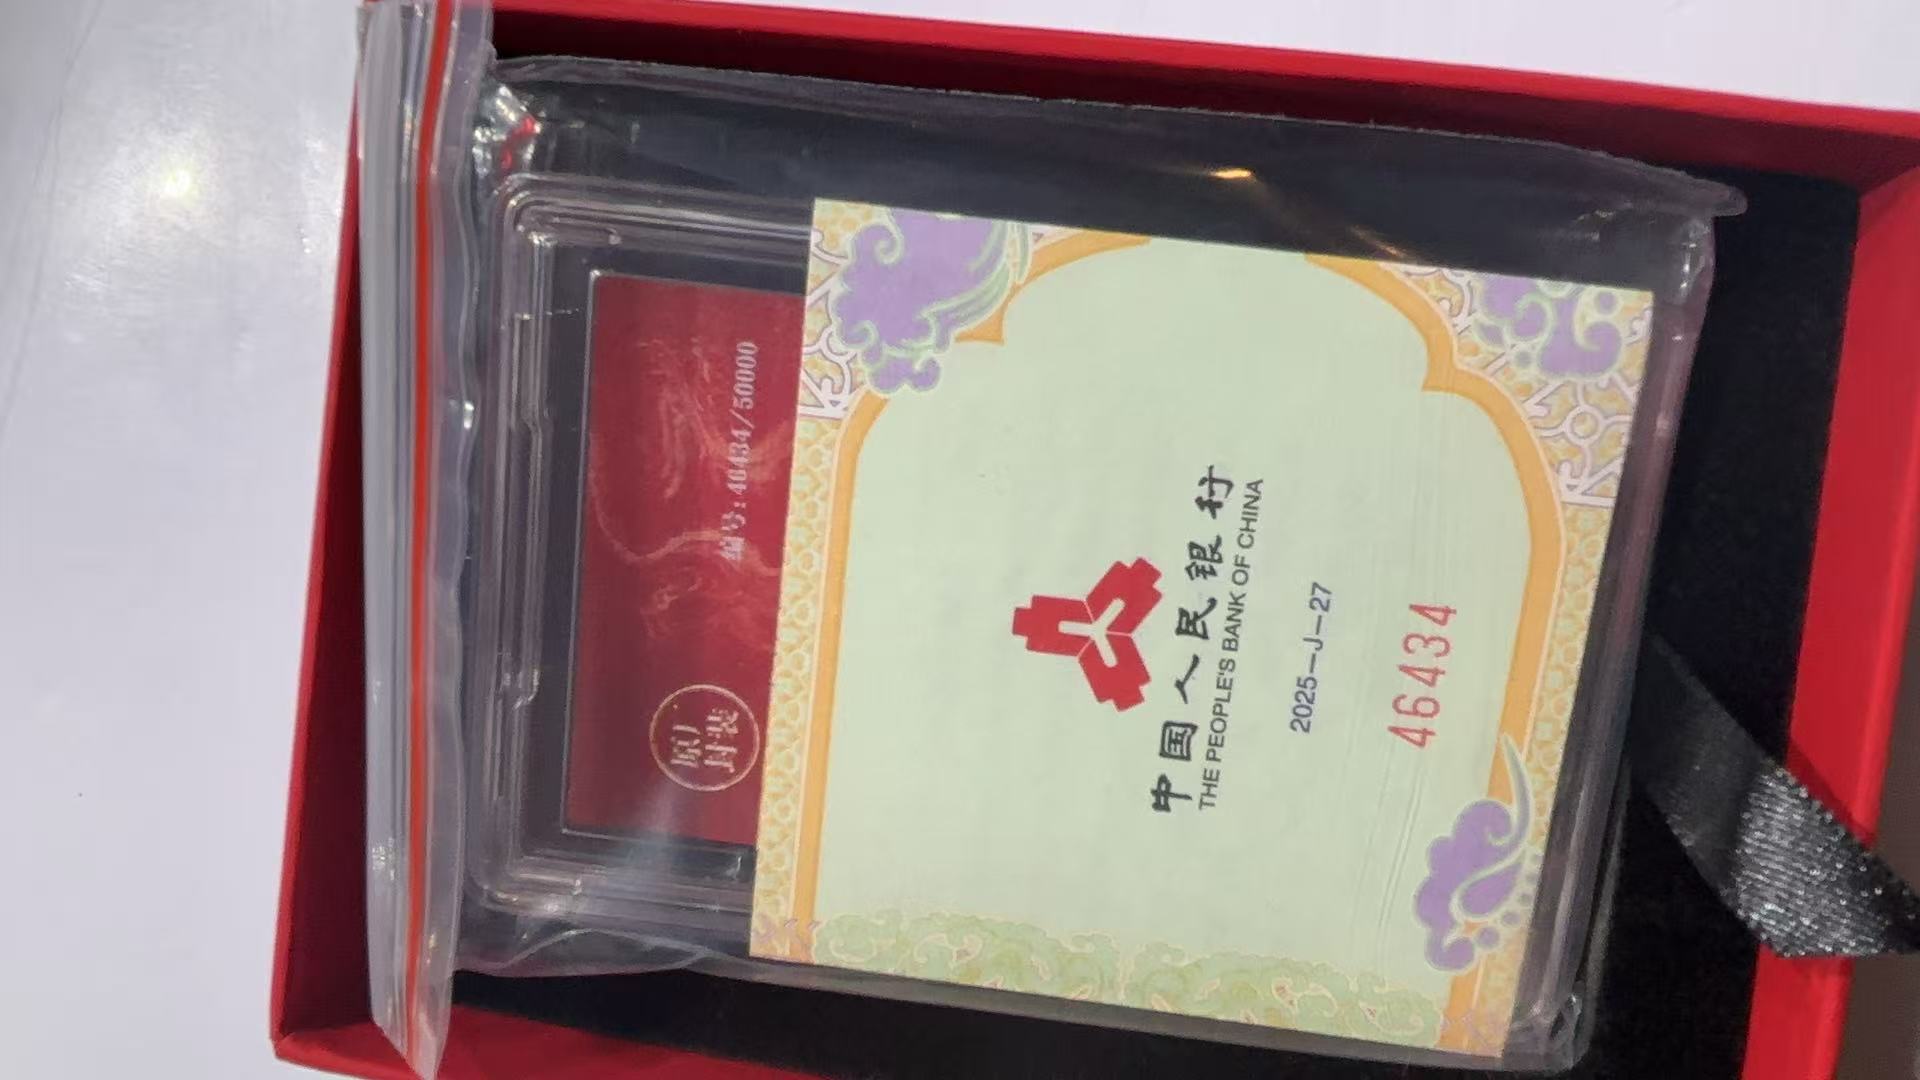 编号:40434/50000
原厂
封装
中国人民银行
THE PEOPLE'S BANK OF CHINA
2025-J-27
46434